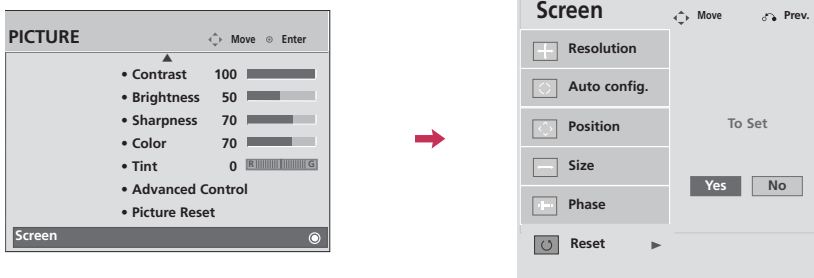 PICTURE
Move
Enter
• Contrast 100
• Brightness 50
• Sharpness 70
• Color 70
• Tint 0 R G
• Advanced Control
• Picture Reset
Screen
Screen
Move
Prev.
Resolution
Auto config.
Position
Size
Phase
Reset
To Set
Yes No